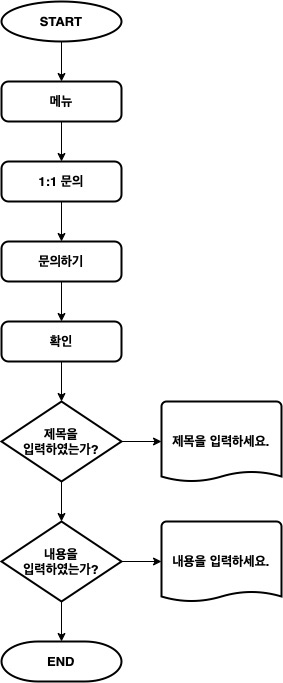 START
메뉴
1:1 문의
문의하기
확인
제목을
입력하였는가?
제목을 입력하세요.
내용을
입력하였는가?
내용을 입력하세요.
END